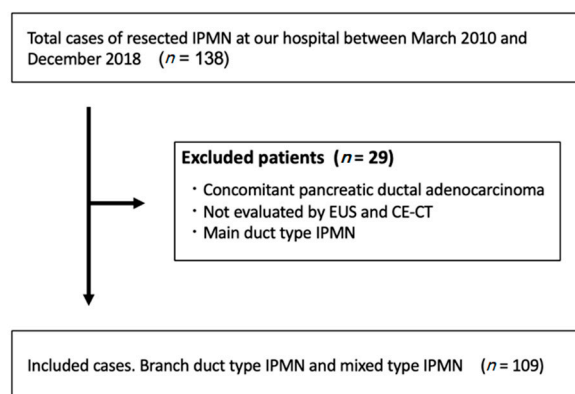 Total cases of resected IPMN at our hospital between March 2010 and
December 2018 (n = 138)
Excluded patients (n = 29)
・Concomitant pancreatic ductal adenocarcinoma
・Not evaluated by EUS and CE-CT
・Main duct type IPMN
Included cases. Branch duct type IPMN and mixed type IPMN (n = 109)